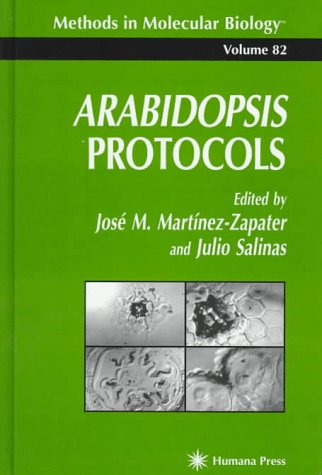 Methods in Molecular Biology™
Volume 82
ARABIDOPSIS
PROTOCOLS
Edited by
José M. Martínez-Zapater
and Julio Salinas
Humana Press